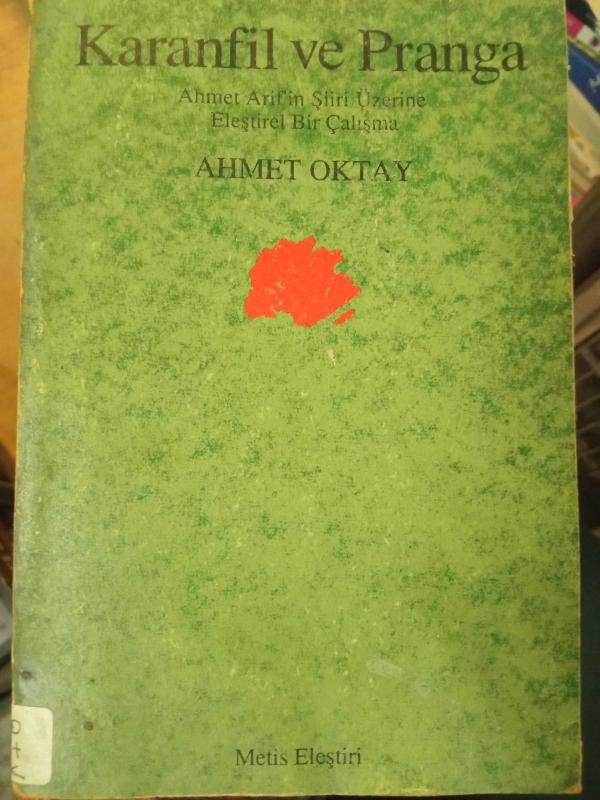 Karanfil ve Pranga
Ahmet Arif'in Şiiri Üzerine
Eleştirel Bir Çalışma
AHMET OKTAY
Metis Eleştiri